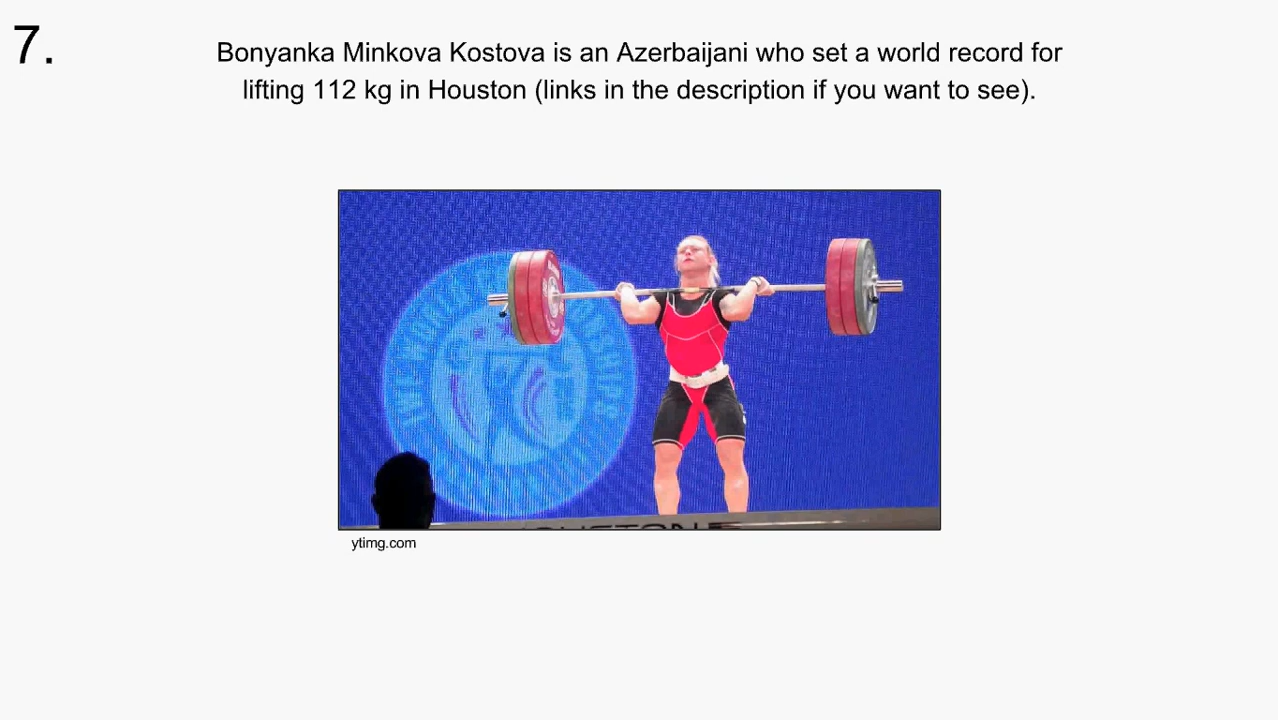 7.
Bonyanka Minkova Kostova is an Azerbaijani who set a world record for
lifting 112 kg in Houston (links in the description if you want to see).
HOUSTON
ytimg.com